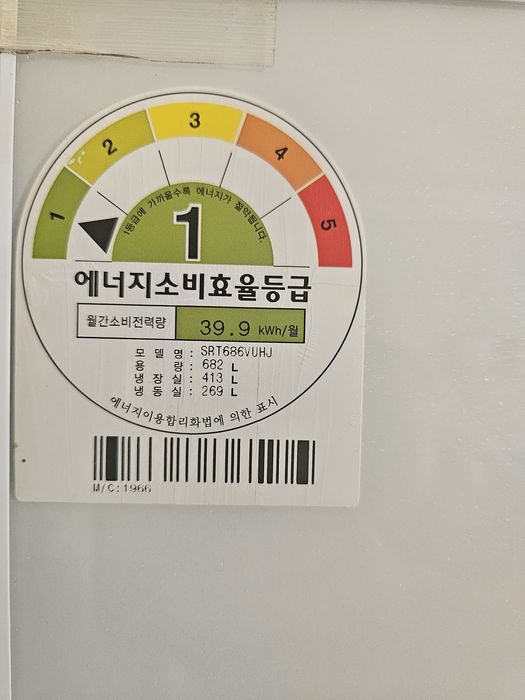 1 2 3 4 5
1등급에 가까울수록 에너지가 절약됩니다.
1
에너지소비효율등급
월간소비전력량 39.9 kWh/월
모 델 명 : SRT686VUHJ
용 량 : 682 L
냉 장 실 : 413 L
냉 동 실 : 269 L
에너지이용합리화법에 의한 표시
M/C:1966